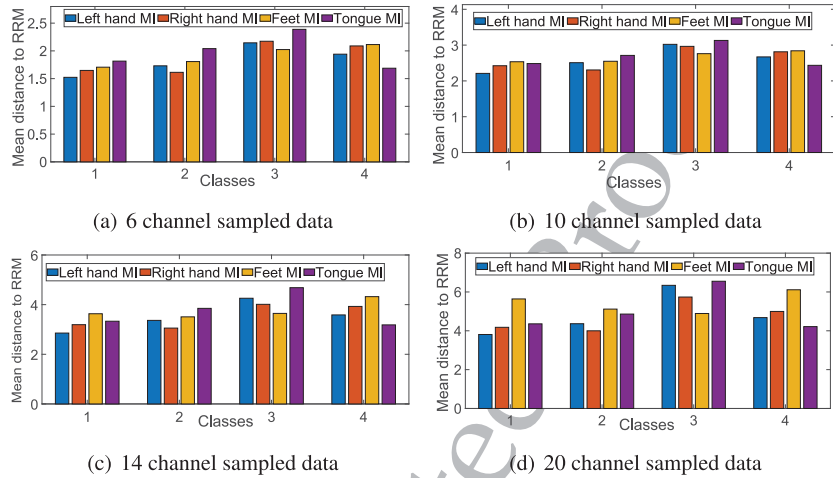 Left hand MI Right hand MI Feet MI Tongue MI
Mean distance to RRM
2.5
2
1.5
1
0.5
0
1 2 3 4
Classes
(a) 6 channel sampled data
Left hand MI Right hand MI Feet MI Tongue MI
Mean distance to RRM
4
3
2
1
0
1 2 3 4
Classes
(b) 10 channel sampled data
Left hand MI Right hand MI Feet MI Tongue MI
Mean distance to RRM
6
4
2
0
1 2 3 4
Classes
(c) 14 channel sampled data
Left hand MI Right hand MI Feet MI Tongue MI
Mean distance to RRM
8
6
4
2
0
1 2 3 4
Classes
(d) 20 channel sampled data